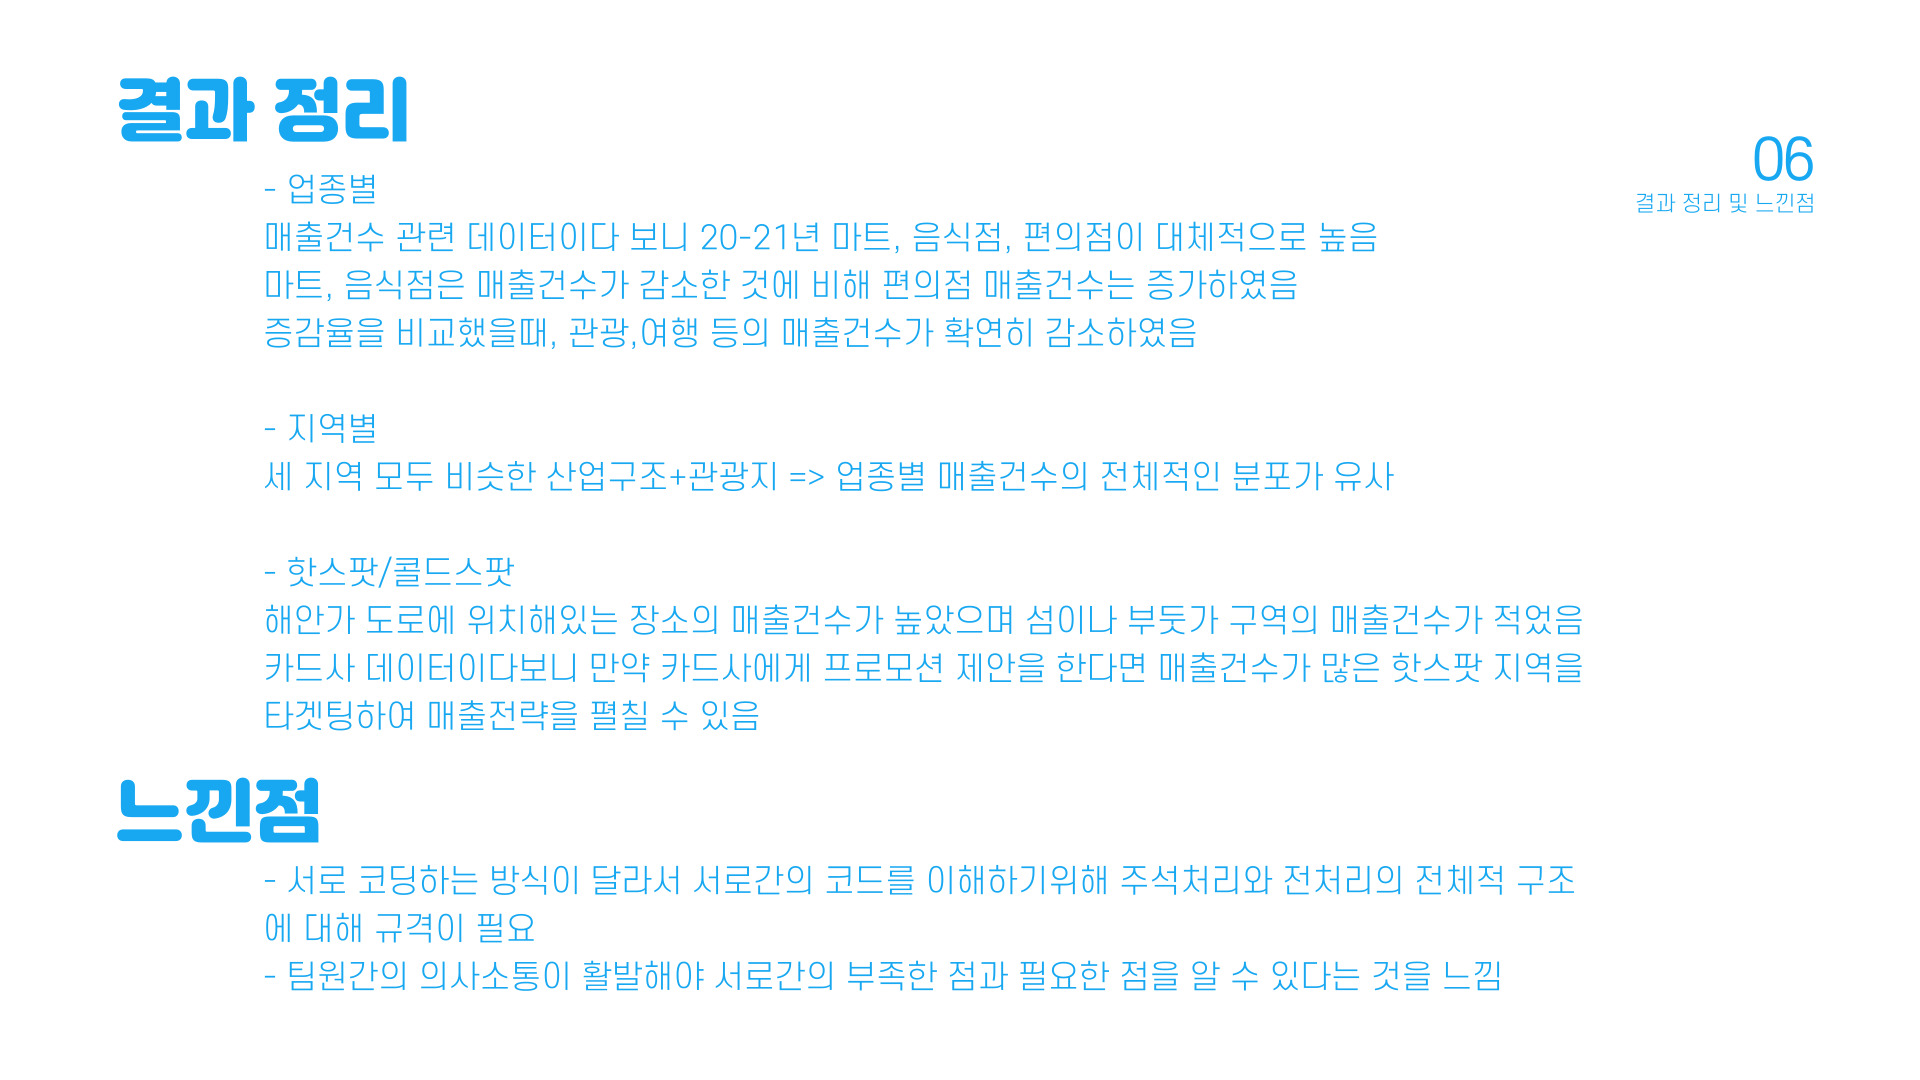 결과 정리
06
결과 정리 및 느낀점
- 업종별
매출건수 관련 데이터이다 보니 20-21년 마트, 음식점, 편의점이 대체적으로 높음
마트, 음식점은 매출건수가 감소한 것에 비해 편의점 매출건수는 증가하였음
증감율을 비교했을때, 관광,여행 등의 매출건수가 확연히 감소하였음
- 지역별
세 지역 모두 비슷한 산업구조+관광지 => 업종별 매출건수의 전체적인 분포가 유사
- 핫스팟/콜드스팟
해안가 도로에 위치해있는 장소의 매출건수가 높았으며 섬이나 부둣가 구역의 매출건수가 적었음
카드사 데이터이다보니 만약 카드사에게 프로모션 제안을 한다면 매출건수가 많은 핫스팟 지역을
타겟팅하여 매출전략을 펼칠 수 있음
느낀점
- 서로 코딩하는 방식이 달라서 서로간의 코드를 이해하기위해 주석처리와 전처리의 전체적 구조
에 대해 규격이 필요
- 팀원간의 의사소통이 활발해야 서로간의 부족한 점과 필요한 점을 알 수 있다는 것을 느낌